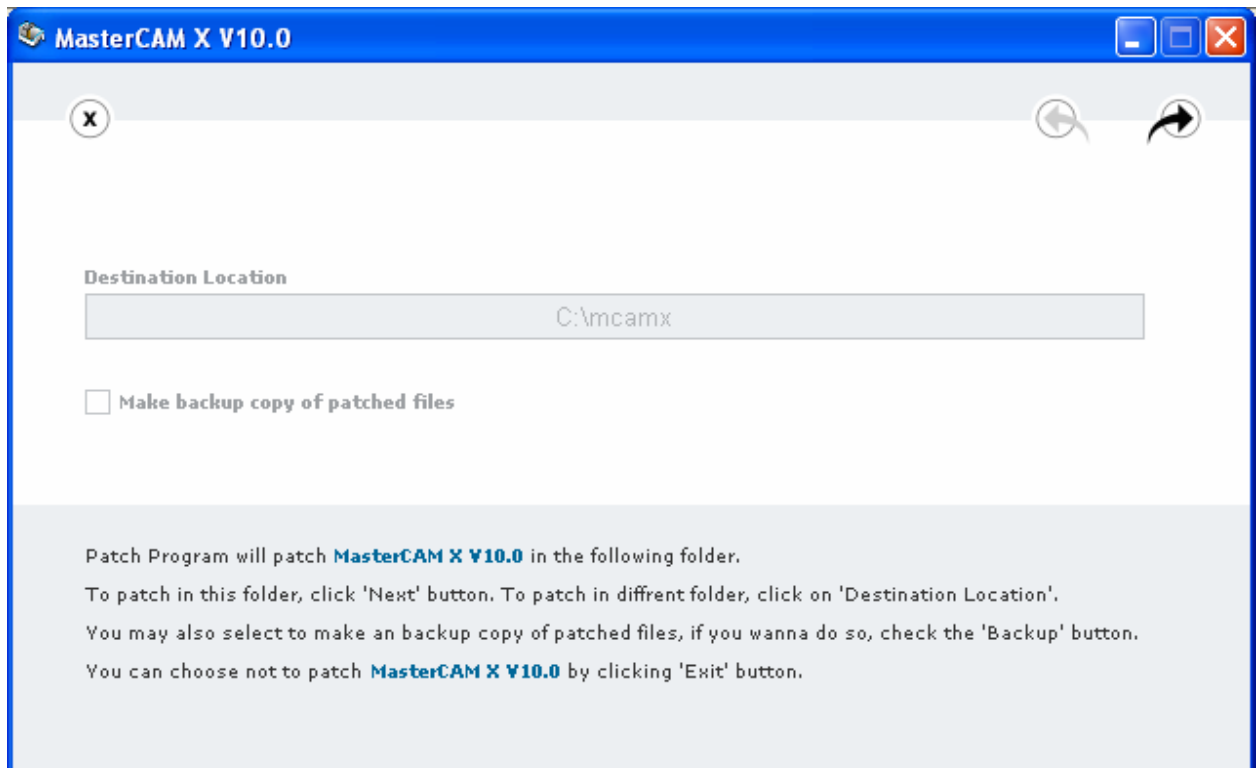 MasterCAM X V10.0
x
Destination Location
C:\mcamx
Make backup copy of patched files
Patch Program will patch MasterCAM X V10.0 in the following folder.
To patch in this folder, click 'Next' button. To patch in diffrent folder, click on 'Destination Location'.
You may also select to make an backup copy of patched files, if you wanna do so, check the 'Backup' button.
You can choose not to patch MasterCAM X V10.0 by clicking 'Exit' button.